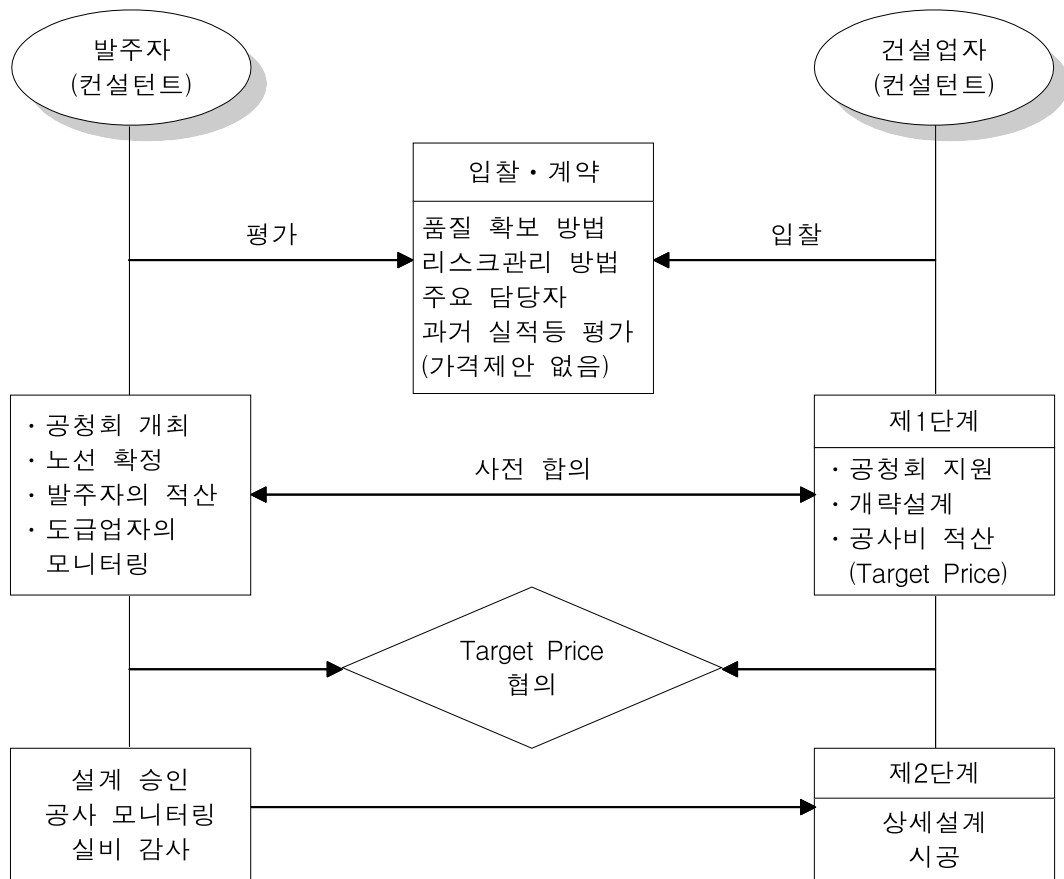 발주자
(컨설턴트)
건설업자
(컨설턴트)
입찰·계약
평가
품질 확보 방법
리스크관리 방법
주요 담당자
과거 실적등 평가
(가격제안 없음)
입찰
· 공청회 개최
· 노선 확정
· 발주자의 적산
· 도급업자의
모니터링
사전 합의
제1단계
· 공청회 지원
· 개략설계
· 공사비 적산
(Target Price)
Target Price
협의
설계 승인
공사 모니터링
실비 감사
제2단계
상세설계
시공